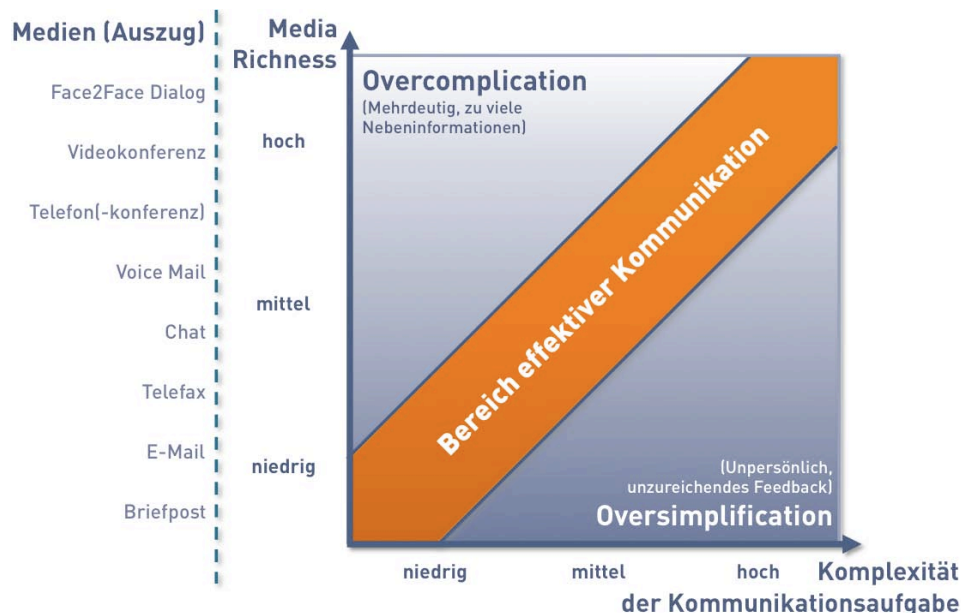 Medien (Auszug)
Face2Face Dialog
Videokonferenz
Telefon(-konferenz)
Voice Mail
Chat
Telefax
E-Mail
Briefpost
Media
Richness
hoch
mittel
niedrig
Overcomplication
(Mehrdeutig, zu viele
Nebeninformationen)
Bereich effektiver Kommunikation
(Unpersönlich,
unzureichendes Feedback)
Oversimplification
niedrig
mittel
hoch
Komplexität
der Kommunikationsaufgabe